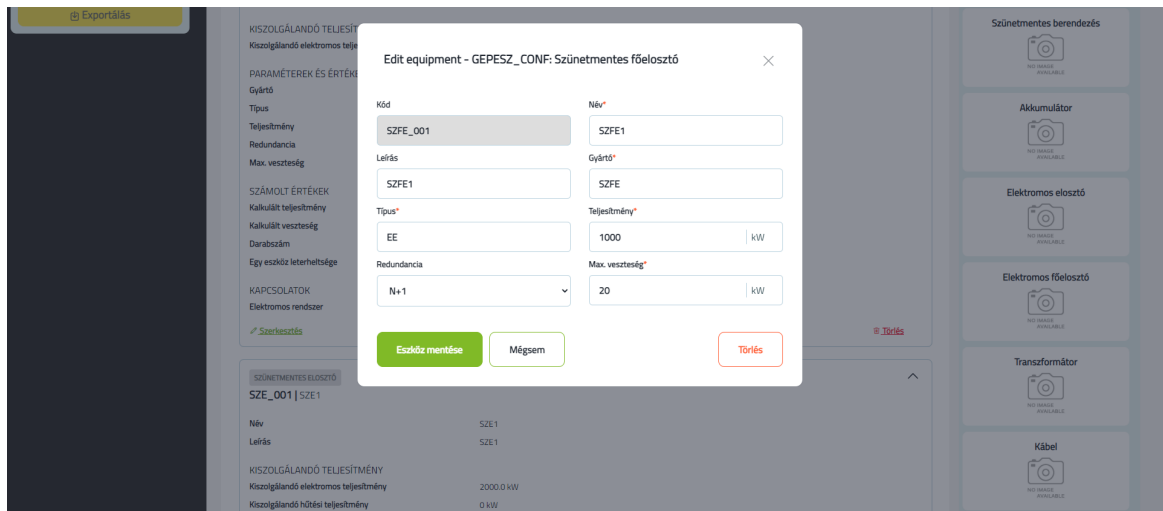 Exportálás
KISZOLGÁLANDÓ TELJESÍT
Kiszolgálandó elektromos telje
PARAMÉTEREK ÉS ÉRTÉKE
Gyártó
Típus
Teljesítmény
Redundancia
Max. veszteség
SZÁMOLT ÉRTÉKEK
Kalkulált teljesítmény
Kalkulált veszteség
Darabszám
Egy eszköz leterheltsége
KAPCSOLATOK
Elektromos rendszer
Szerkesztés
Törlés
Edit equipment - GEPESZ_CONF: Szünetmentes főelosztó
Kód
Név*
SZFE_001
SZFE1
Leírás
Gyártó*
SZFE1
SZFE
Típus*
Teljesítmény*
EE
1000 kW
Redundancia
Max. veszteség*
N+1
20 kW
Eszköz mentése
Mégsem
Törlés
SZÜNETMENTES ELOSZTÓ
SZE_001 | SZE1
Név SZE1
Leírás SZE1
KISZOLGÁLANDÓ TELJESÍTMÉNY
Kiszolgálandó elektromos teljesítmény 2000.0 kW
Kiszolgálandó hűtési teljesítmény 0 kW
Szünetmentes berendezés
NO IMAGE
AVAILABLE
Akkumulátor
NO IMAGE
AVAILABLE
Elektromos elosztó
NO IMAGE
AVAILABLE
Elektromos főelosztó
NO IMAGE
AVAILABLE
Transzformátor
NO IMAGE
AVAILABLE
Kábel
NO IMAGE
AVAILABLE